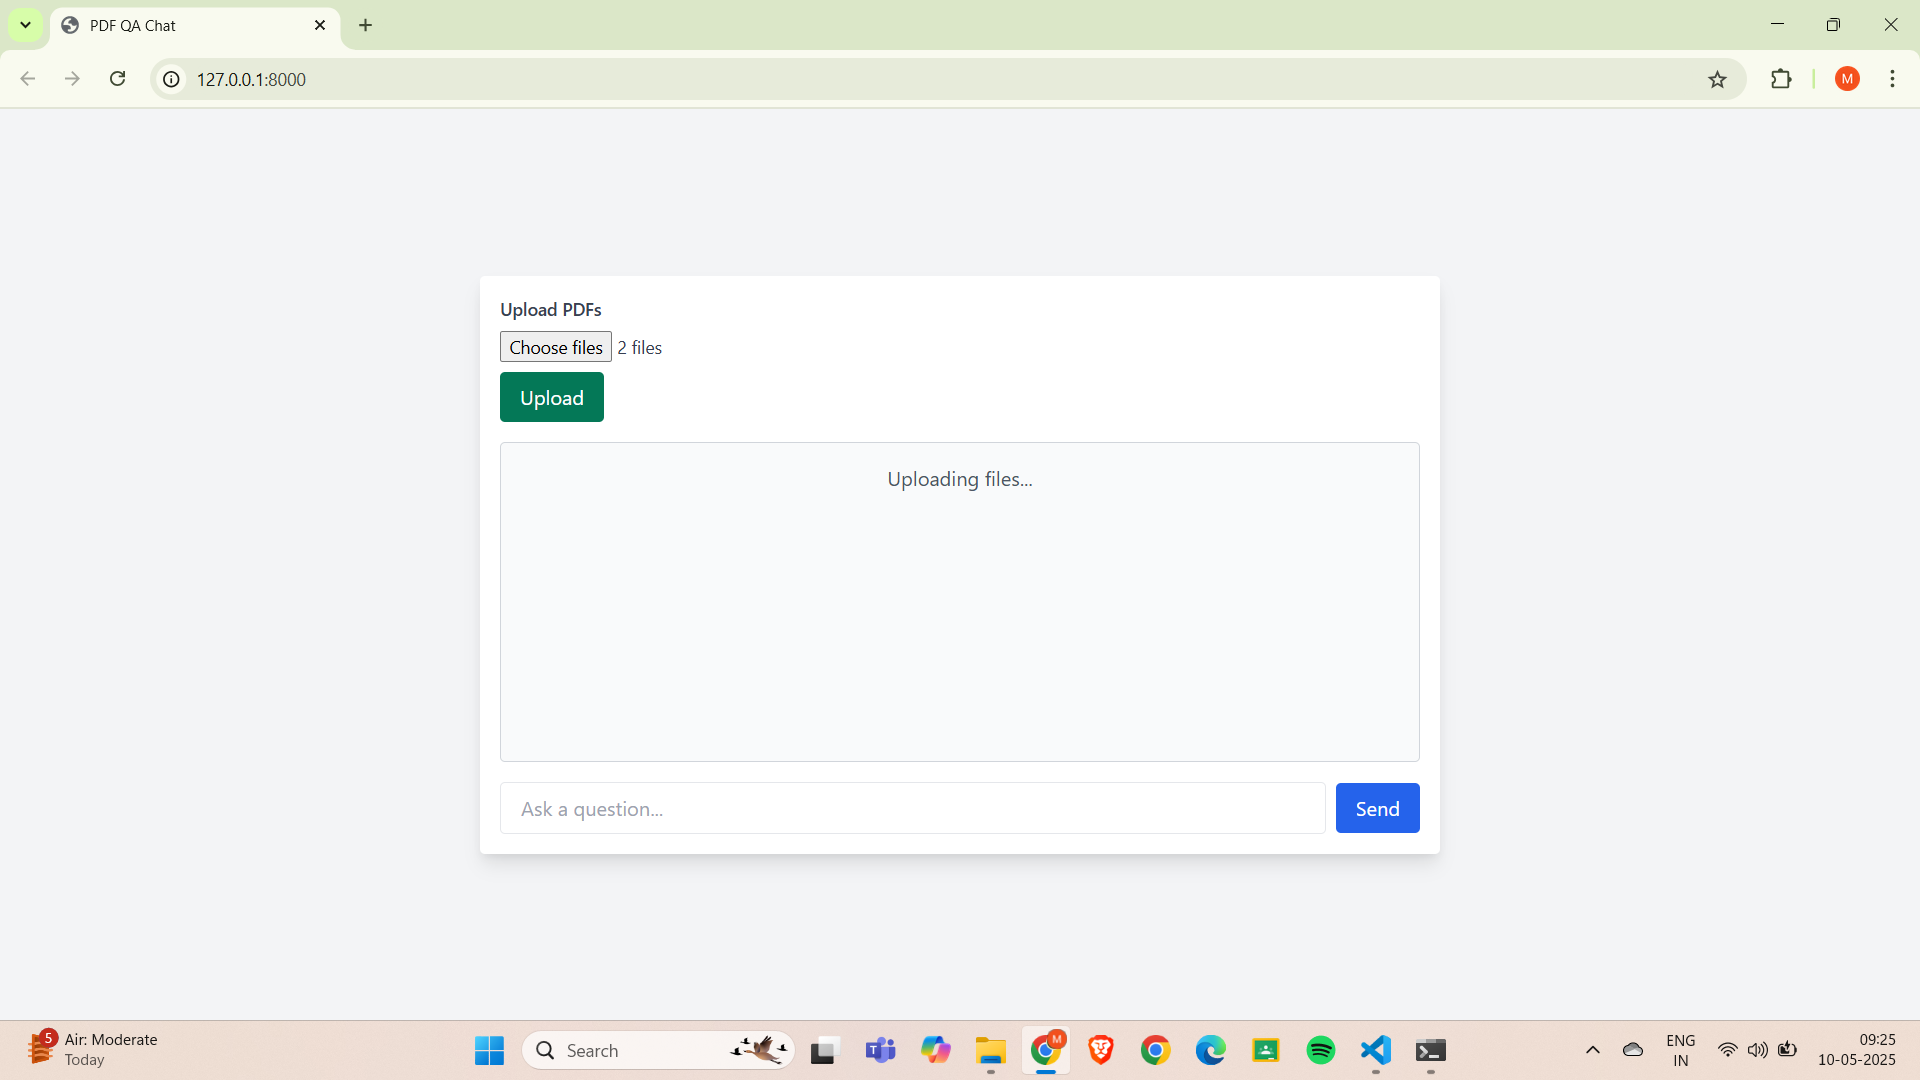 PDF QA Chat
127.0.0.1:8000
M
Upload PDFs
Choose files 2 files
Upload
Uploading files...
Ask a question...
Send
5
Air: Moderate
Today
Search
T
M
ENG
IN
09:25
10-05-2025